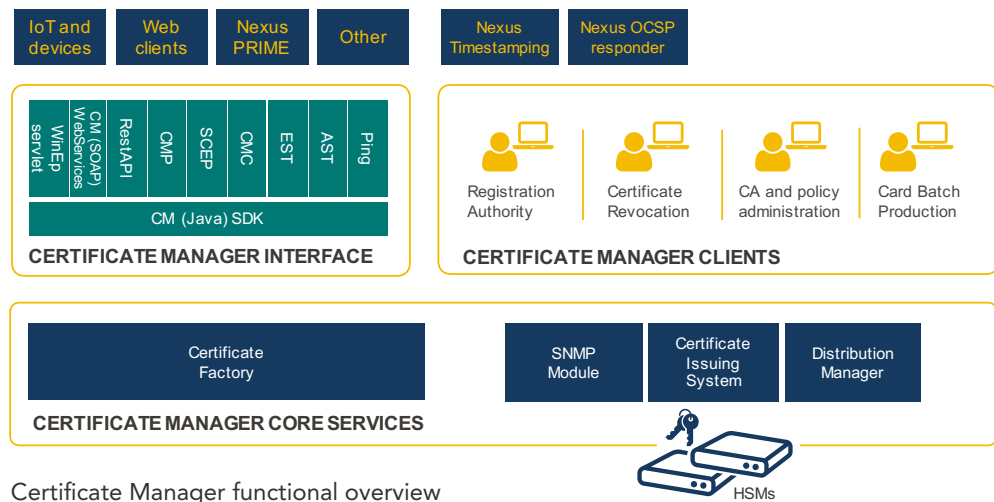 IoT and
devices
Web
clients
Nexus
PRIME
Other
Nexus
Timestamping
Nexus OCSP
responder
WinEp
servlet
CM (SOAP)
WebServices
RestAPI
CMP
SCEP
CMC
EST
AST
Ping
CM (Java) SDK
CERTIFICATE MANAGER INTERFACE
Registration
Authority
Certificate
Revocation
CA and policy
administration
Card Batch
Production
CERTIFICATE MANAGER CLIENTS
Certificate
Factory
SNMP
Module
Certificate
Issuing
System
Distribution
Manager
CERTIFICATE MANAGER CORE SERVICES
HSMs
Certificate Manager functional overview